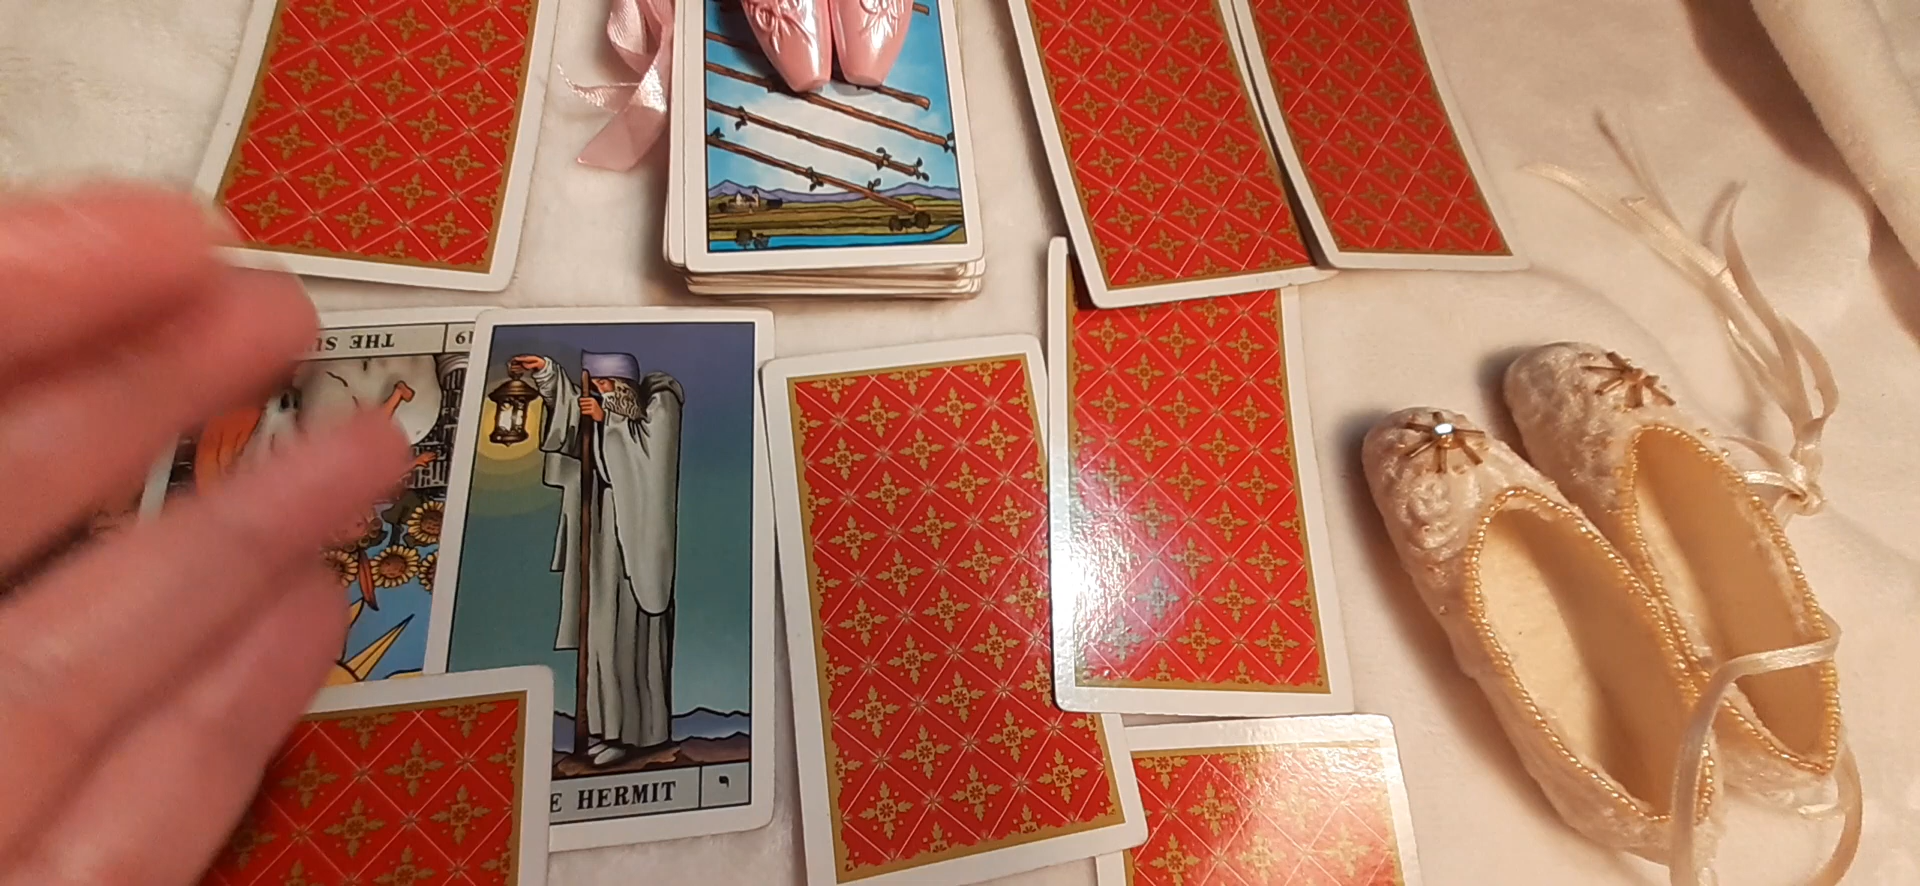 THE SU
19
E HERMIT
י